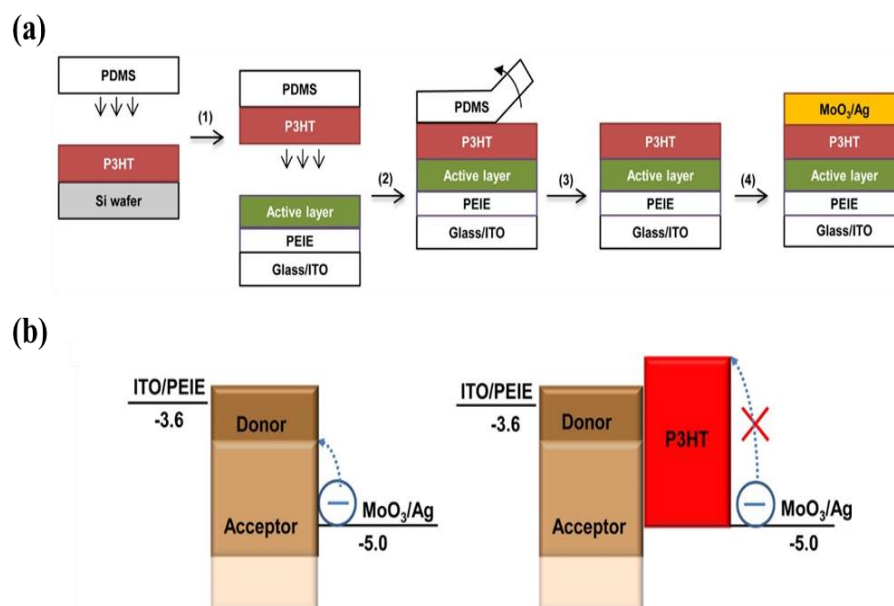 (a)
PDMS
P3HT
Si wafer
(1)
PDMS
P3HT
Active layer
PEIE
Glass/ITO
(2)
PDMS
P3HT
Active layer
PEIE
Glass/ITO
(3)
P3HT
Active layer
PEIE
Glass/ITO
(4)
MoO₃/Ag
P3HT
Active layer
PEIE
Glass/ITO
(b)
ITO/PEIE
-3.6
Donor
Acceptor
MoO₃/Ag
-5.0
ITO/PEIE
-3.6
Donor
Acceptor
P3HT
MoO₃/Ag
-5.0